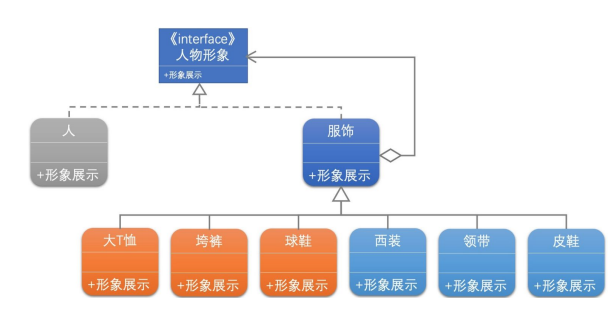 《interface》
人物形象
+形象展示
人
+形象展示
服饰
+形象展示
大T恤
+形象展示
垮裤
+形象展示
球鞋
+形象展示
西装
+形象展示
领带
+形象展示
皮鞋
+形象展示